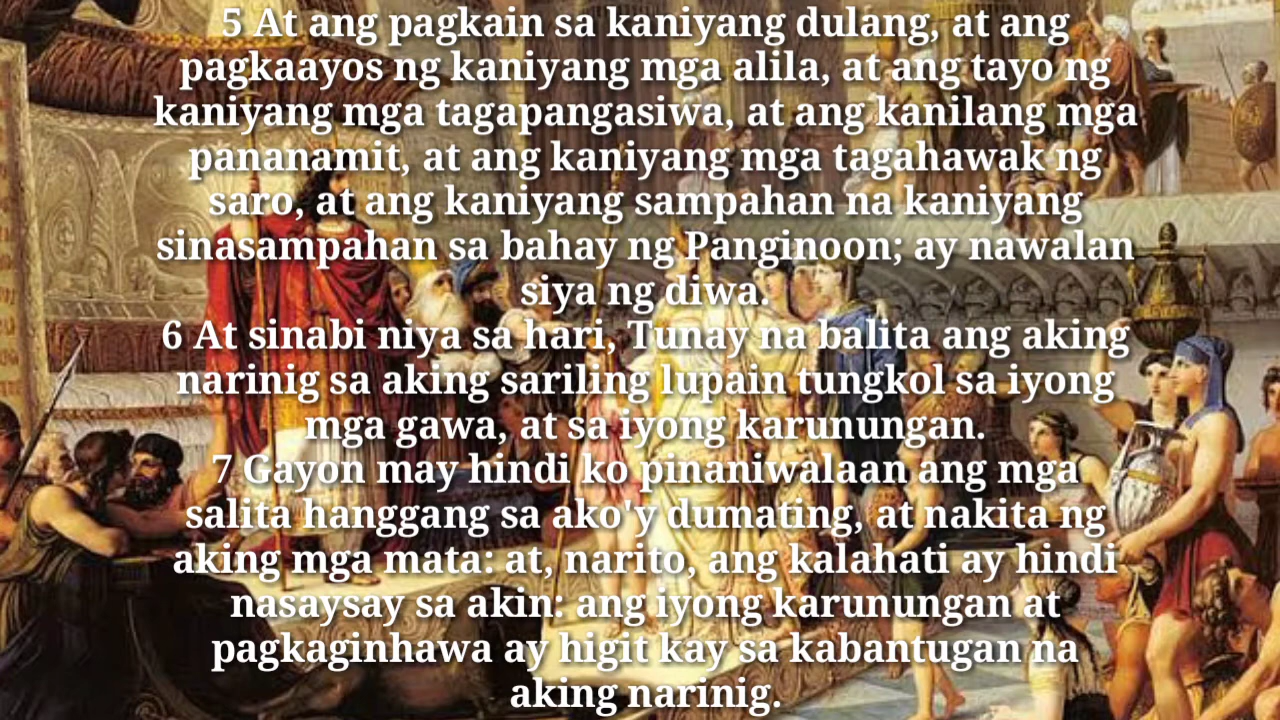 5 At ang pagkain sa kaniyang dulang, at ang
pagkaayos ng kaniyang mga alila, at ang tayo ng
kaniyang mga tagapangasiwa, at ang kanilang mga
pananamit, at ang kaniyang mga tagahawak ng
saro, at ang kaniyang sampahan na kaniyang
sinasampahan sa bahay ng Panginoon; ay nawalan
siya ng diwa.
6 At sinabi niya sa hari, Tunay na balita ang aking
narinig sa aking sariling lupain tungkol sa iyong
mga gawa, at sa iyong karunungan.
7 Gayon may hindi ko pinaniwalaan ang mga
salita hanggang sa ako'y dumating, at nakita ng
aking mga mata: at, narito, ang kalahati ay hindi
nasaysay sa akin: ang iyong karunungan at
pagkaginhawa ay higit kay sa kabantugan na
aking narinig.